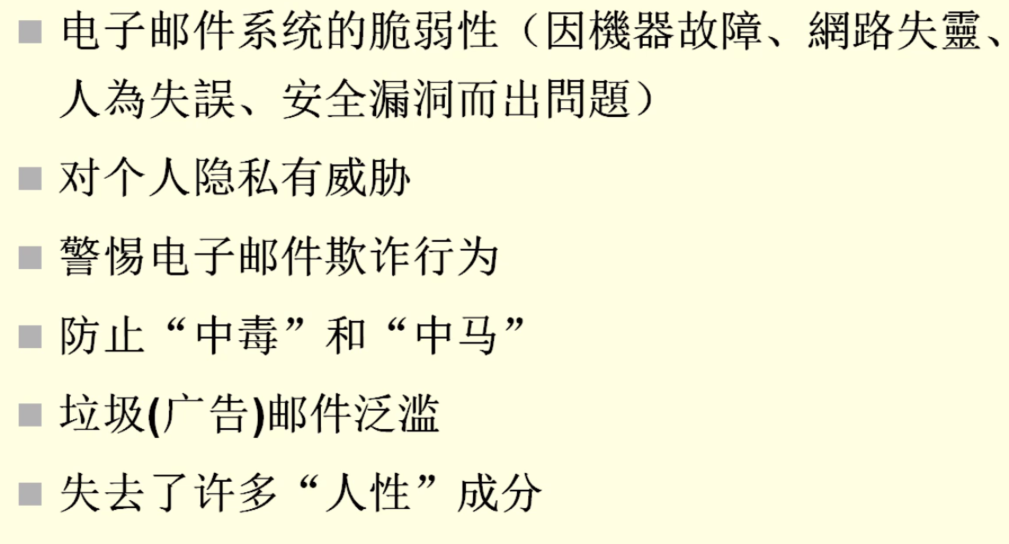 电子邮件系统的脆弱性（因機器故障、網路失靈、
人為失誤、安全漏洞而出問題）
对个人隐私有威胁
警惕电子邮件欺诈行为
防止“中毒”和“中马”
垃圾(广告)邮件泛滥
失去了许多“人性”成分